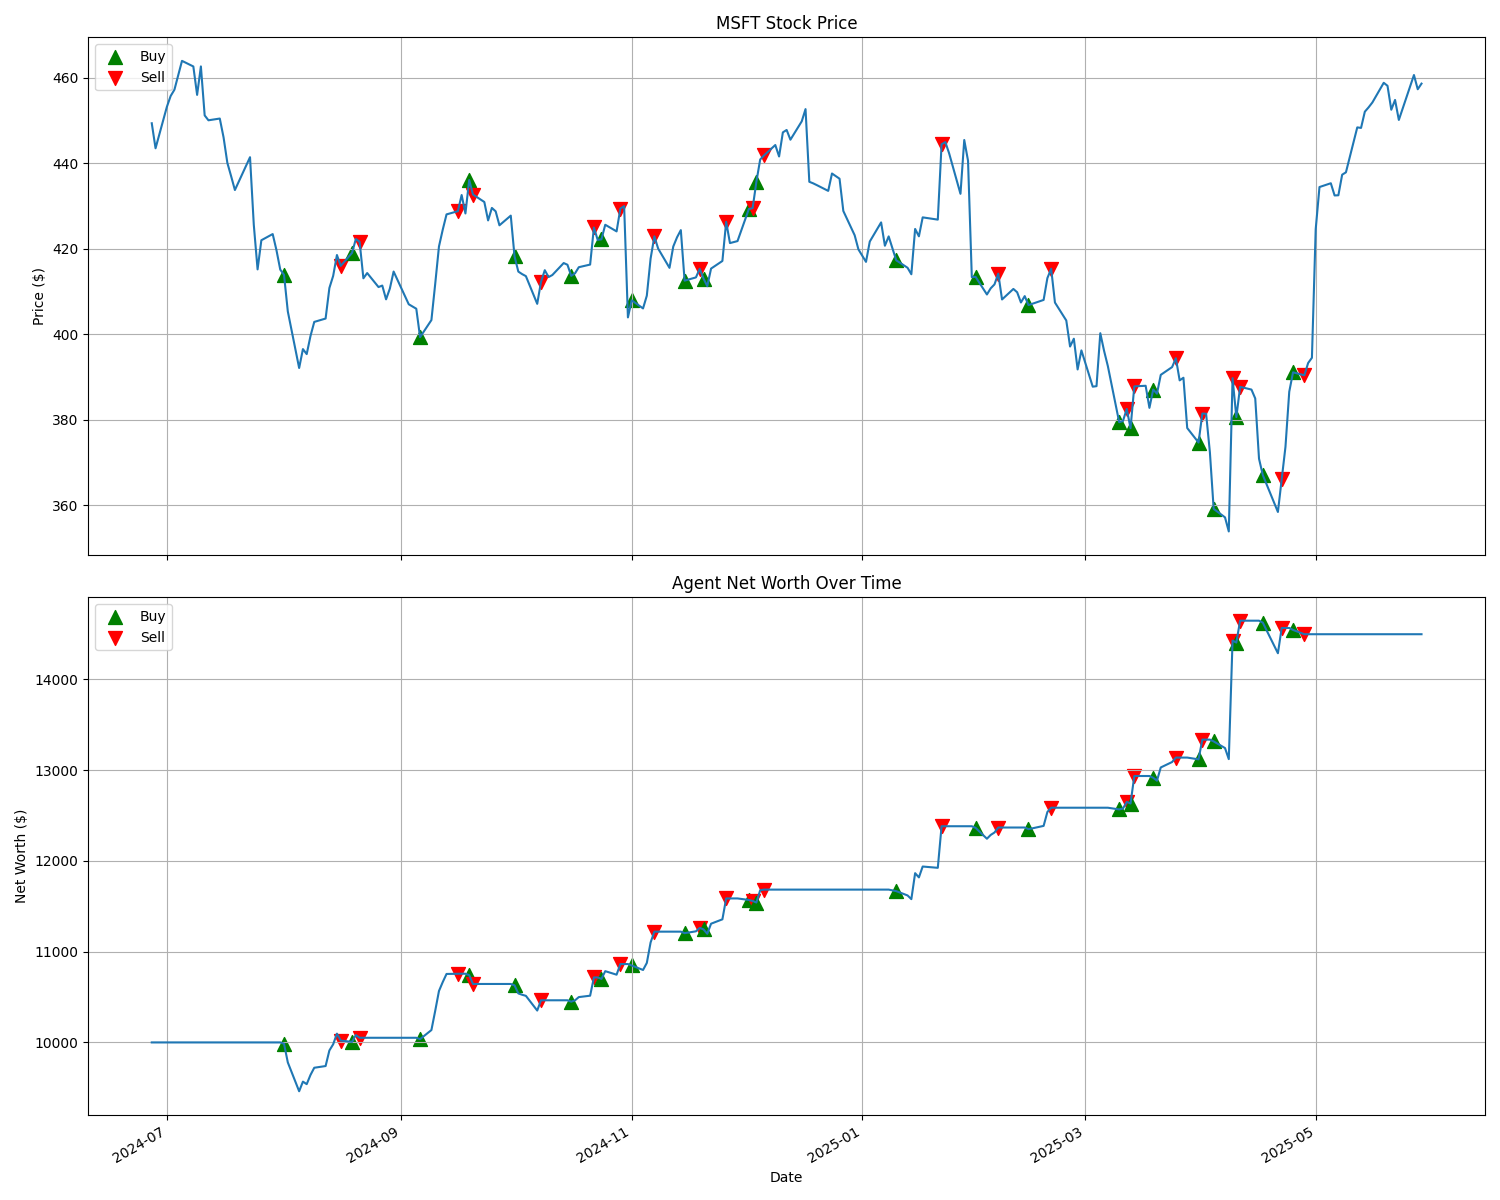 MSFT Stock Price
Buy
Sell
460
440
420
400
380
360
Price ($)
Agent Net Worth Over Time
Buy
Sell
14000
13000
12000
11000
10000
Net Worth ($)
2024-07
2024-09
2024-11
2025-01
2025-03
2025-05
Date